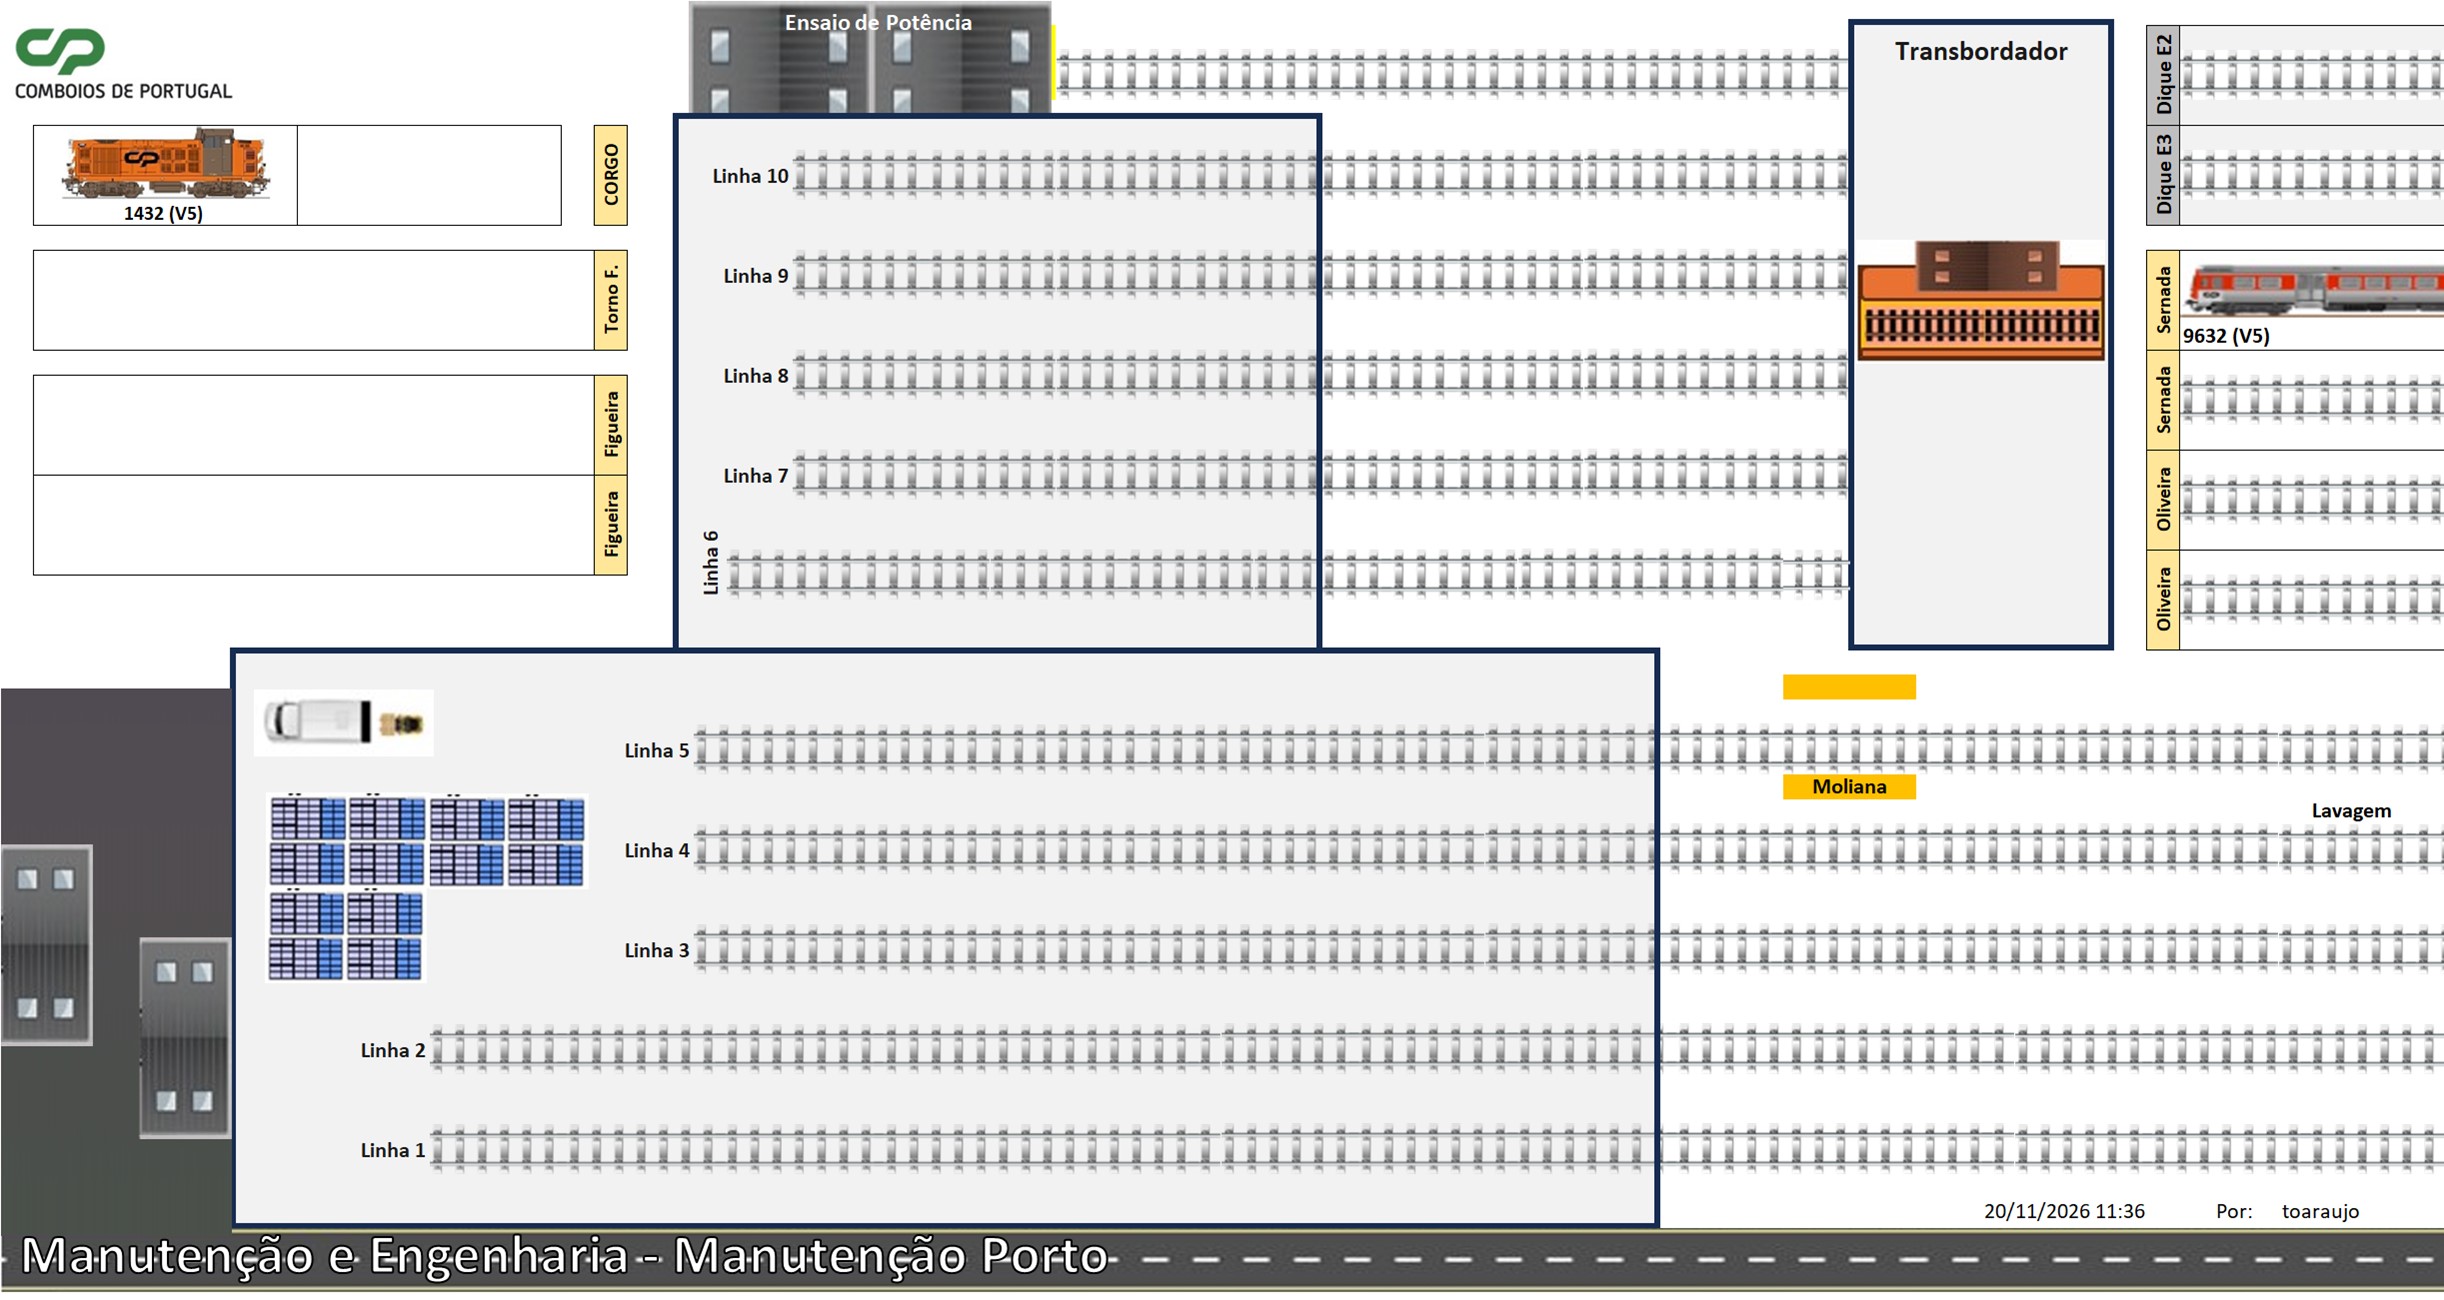 Ensaio de Potência
CP
COMBOIOS DE PORTUGAL
Transbordador
Dique E2
Dique E3
CP
1432 (V5)
CORGO
Linha 10
Torno F.
Linha 9
Sernada
9632 (V5)
Figueira
Linha 8
Sernada
Figueira
Linha 7
Oliveira
Linha 6
Oliveira
Linha 5
Moliana
Lavagem
Linha 4
Linha 3
Linha 2
Linha 1
20/11/2026 11:36 Por: toaraujo
Manutenção e Engenharia - Manutenção Porto